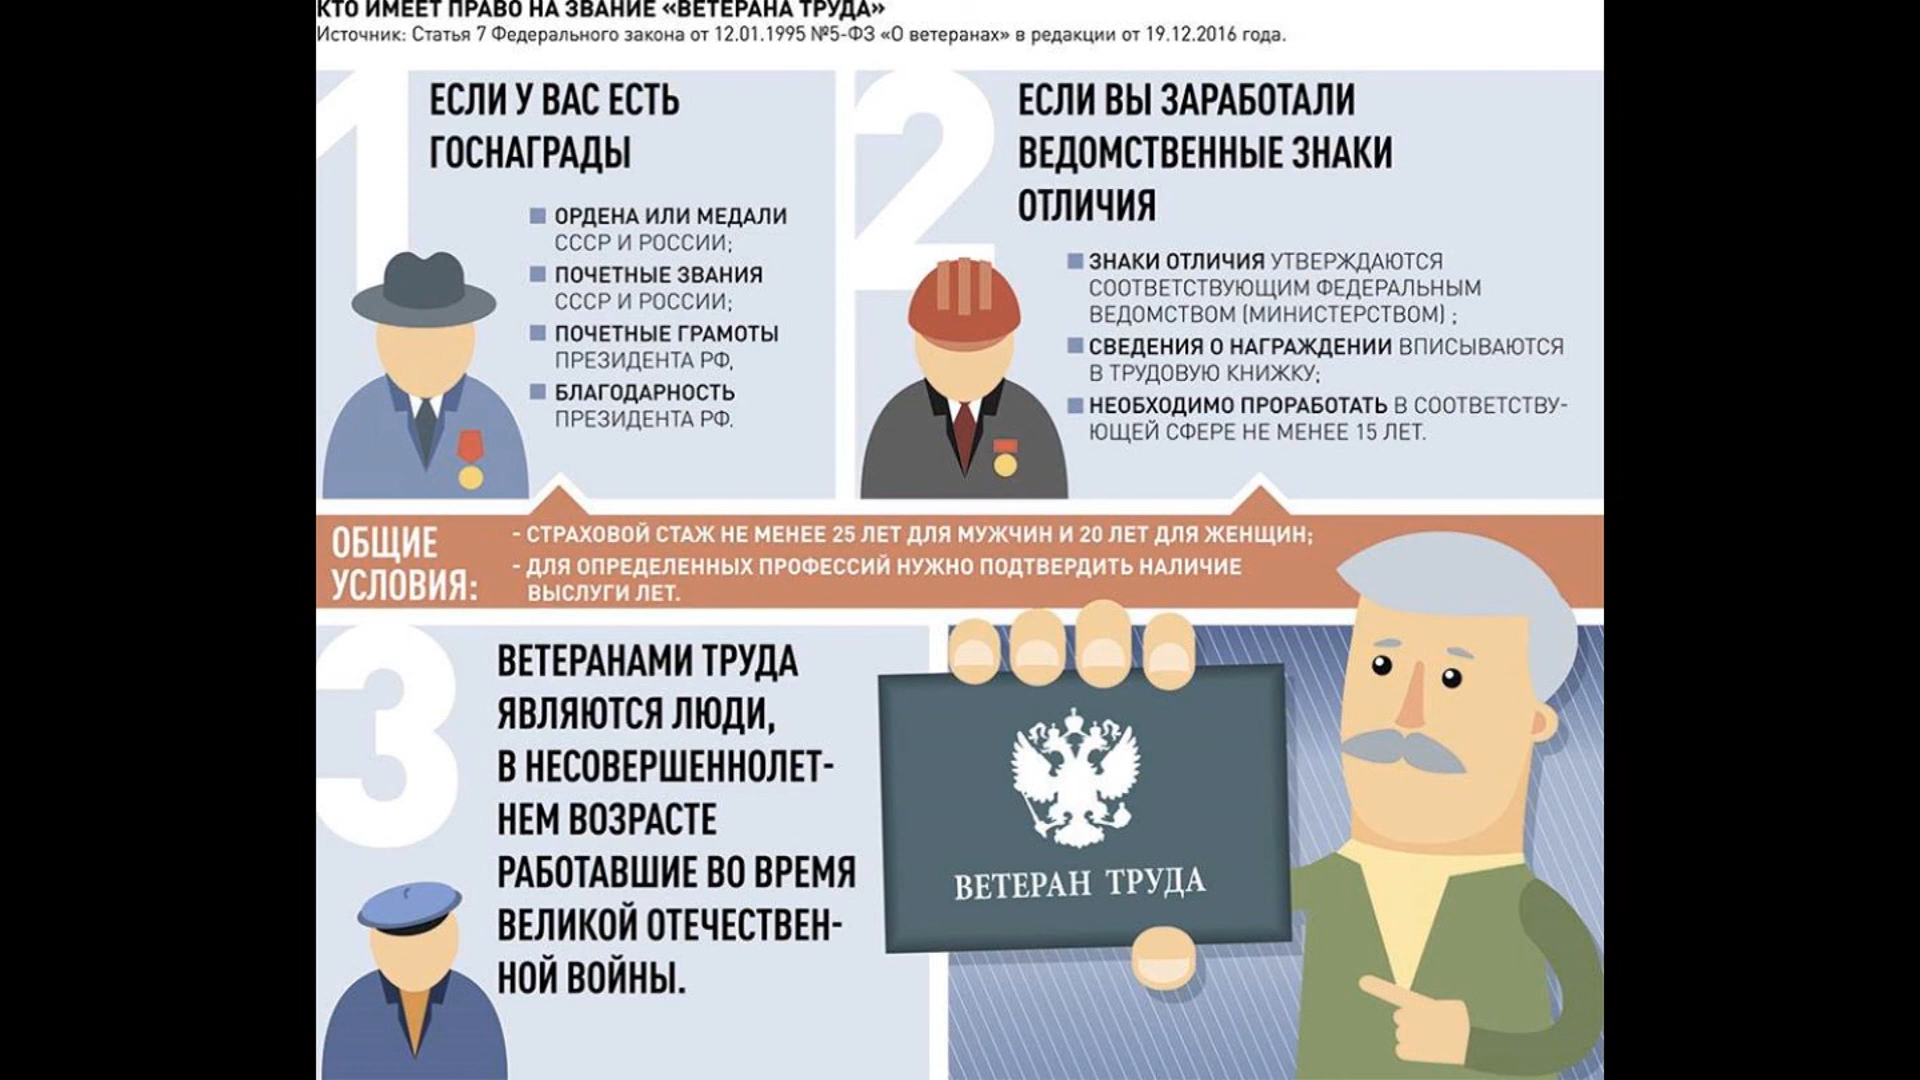 КТО ИМЕЕТ ПРАВО НА ЗВАНИЕ «ВЕТЕРАНА ТРУДА»
Источник: Статья 7 Федерального закона от 12.01.1995 №5-ФЗ «О ветеранах» в редакции от 19.12.2016 года.
1
ЕСЛИ У ВАС ЕСТЬ
ГОСНАГРАДЫ
ОРДЕНА ИЛИ МЕДАЛИ
СССР И РОССИИ;
ПОЧЕТНЫЕ ЗВАНИЯ
СССР И РОССИИ;
ПОЧЕТНЫЕ ГРАМОТЫ
ПРЕЗИДЕНТА РФ,
БЛАГОДАРНОСТЬ
ПРЕЗИДЕНТА РФ.
2
ЕСЛИ ВЫ ЗАРАБОТАЛИ
ВЕДОМСТВЕННЫЕ ЗНАКИ
ОТЛИЧИЯ
ЗНАКИ ОТЛИЧИЯ УТВЕРЖДАЮТСЯ
СООТВЕТСТВУЮЩИМ ФЕДЕРАЛЬНЫМ
ВЕДОМСТВОМ (МИНИСТЕРСТВОМ) ;
СВЕДЕНИЯ О НАГРАЖДЕНИИ ВПИСЫВАЮТСЯ
В ТРУДОВУЮ КНИЖКУ;
НЕОБХОДИМО ПРОРАБОТАТЬ В СООТВЕТСТВУ-
ЮЩЕЙ СФЕРЕ НЕ МЕНЕЕ 15 ЛЕТ.
ОБЩИЕ
УСЛОВИЯ:
- СТРАХОВОЙ СТАЖ НЕ МЕНЕЕ 25 ЛЕТ ДЛЯ МУЖЧИН И 20 ЛЕТ ДЛЯ ЖЕНЩИН;
- ДЛЯ ОПРЕДЕЛЕННЫХ ПРОФЕССИЙ НУЖНО ПОДТВЕРДИТЬ НАЛИЧИЕ
ВЫСЛУГИ ЛЕТ.
3
ВЕТЕРАНАМИ ТРУДА
ЯВЛЯЮТСЯ ЛЮДИ,
В НЕСОВЕРШЕННОЛЕТ-
НЕМ ВОЗРАСТЕ
РАБОТАВШИЕ ВО ВРЕМЯ
ВЕЛИКОЙ ОТЕЧЕСТВЕН-
НОЙ ВОЙНЫ.
ВЕТЕРАН ТРУДА